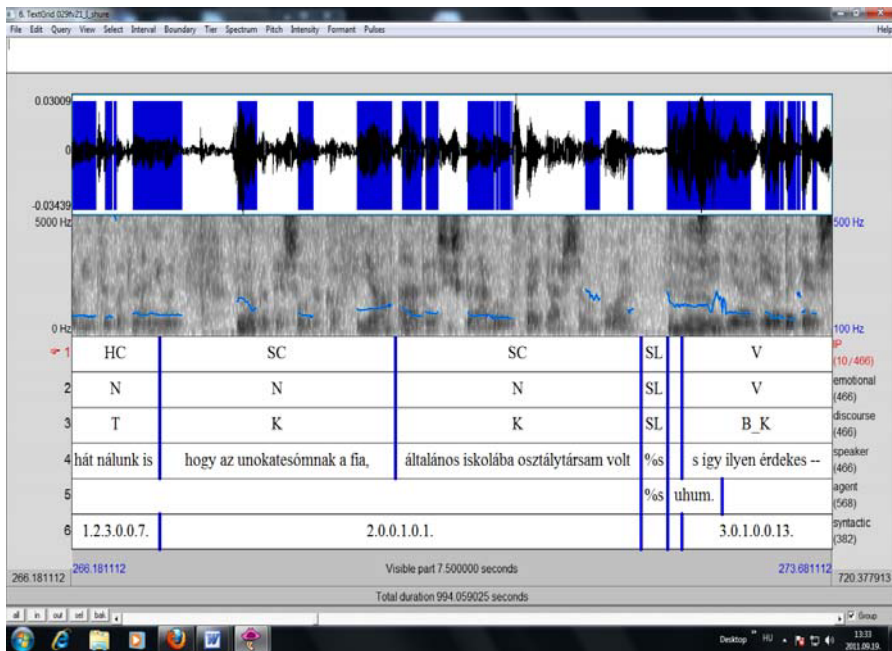 6. TextGrid 029fv21_I_shure
File Edit Query View Select Interval Boundary Tier Spectrum Pitch Intensity Formant Pulses Help
0.03009
0
-0.03439
5000 Hz 500 Hz
0 Hz 100 Hz
1 HC SC SC SL V IP (10/466)
2 N N N SL V emotional (466)
3 T K K SL B_K discourse (466)
4 hát nálunk is hogy az unokatesómnak a fia, általános iskolába osztálytársam volt %s s így ilyen érdekes -- speaker (466)
5 %s uhum. agent (568)
6 1.2.3.0.0.7. 2.0.0.1.0.1. 3.0.1.0.0.13. syntactic (382)
266.181112 266.181112 Visible part 7.500000 seconds 273.681112 720.377913
Total duration 994.059025 seconds
all in out sel bak Group
Desktop HU 13:33
2011.09.19.